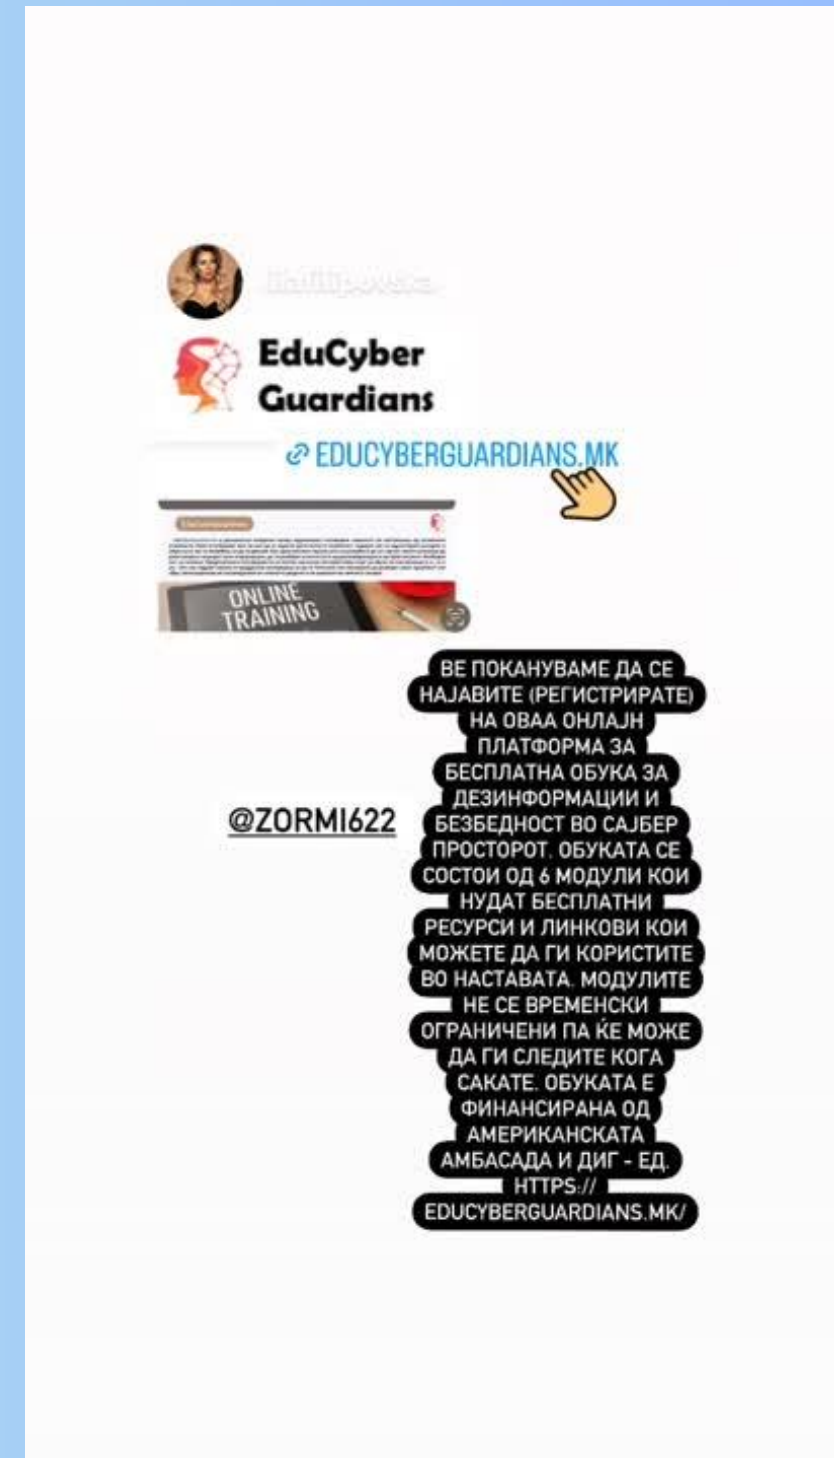 EduCyber
Guardians
EDUCYBERGUARDIANS.MK
ONLINE
TRAINING
ВЕ ПОКАНУВАМЕ ДА СЕ
НАЈАВИТЕ (РЕГИСТРИРАТЕ)
НА ОВАА ОНЛАЈН
ПЛАТФОРМА ЗА
БЕСПЛАТНА ОБУКА ЗА
ДЕЗИНФОРМАЦИИ И
БЕЗБЕДНОСТ ВО САЈБЕР
ПРОСТОРОТ. ОБУКАТА СЕ
СОСТОИ ОД 6 МОДУЛИ КОИ
НУДАТ БЕСПЛАТНИ
РЕСУРСИ И ЛИНКОВИ КОИ
МОЖЕТЕ ДА ГИ КОРИСТИТЕ
ВО НАСТАВАТА. МОДУЛИТЕ
НЕ СЕ ВРЕМЕНСКИ
ОГРАНИЧЕНИ ПА ЌЕ МОЖЕ
ДА ГИ СЛЕДИТЕ КОГА
САКАТЕ. ОБУКАТА Е
ФИНАНСИРАНА ОД
АМЕРИКАНСКАТА
АМБАСАДА И ДИГ - ЕД.
HTTPS://
EDUCYBERGUARDIANS.MK/
@ZORMI622